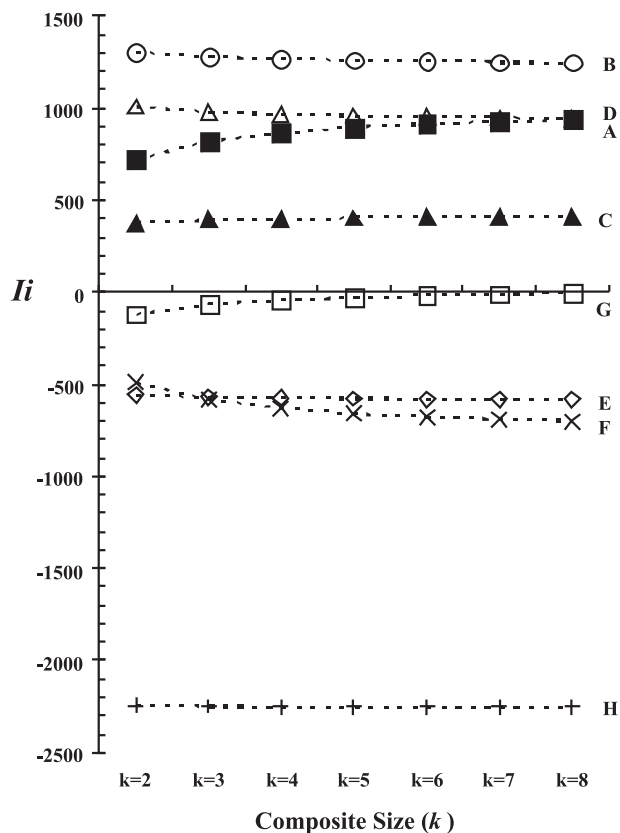 1500
B
1000
D
A
500
C
Ii
0
G
-500
E
F
-1000
-1500
-2000
H
-2500
k=2 k=3 k=4 k=5 k=6 k=7 k=8
Composite Size (k )